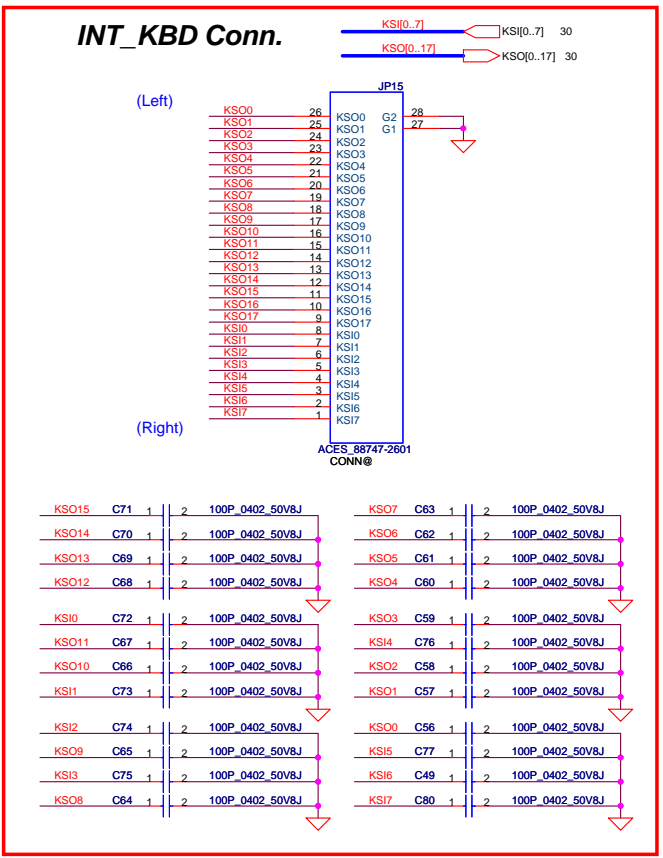 INT_KBD Conn.
KSI[0..7] KSI[0..7] 30
KSO[0..17] KSO[0..17] 30
JP15
(Left)
KSO0 26 KSO0 G2 28
KSO1 25 KSO1 G1 27
KSO2 24 KSO2
KSO3 23 KSO3
KSO4 22 KSO4
KSO5 21 KSO5
KSO6 20 KSO6
KSO7 19 KSO7
KSO8 18 KSO8
KSO9 17 KSO9
KSO10 16 KSO10
KSO11 15 KSO11
KSO12 14 KSO12
KSO13 13 KSO13
KSO14 12 KSO14
KSO15 11 KSO15
KSO16 10 KSO16
KSO17 9 KSO17
KSI0 8 KSI0
KSI1 7 KSI1
KSI2 6 KSI2
KSI3 5 KSI3
KSI4 4 KSI4
KSI5 3 KSI5
KSI6 2 KSI6
KSI7 1 KSI7
(Right)
ACES_88747-2601
CONN@
KSO15 C71 1 2 100P_0402_50V8J KSO7 C63 1 2 100P_0402_50V8J
KSO14 C70 1 2 100P_0402_50V8J KSO6 C62 1 2 100P_0402_50V8J
KSO13 C69 1 2 100P_0402_50V8J KSO5 C61 1 2 100P_0402_50V8J
KSO12 C68 1 2 100P_0402_50V8J KSO4 C60 1 2 100P_0402_50V8J
KSI0 C72 1 2 100P_0402_50V8J KSO3 C59 1 2 100P_0402_50V8J
KSO11 C67 1 2 100P_0402_50V8J KSI4 C76 1 2 100P_0402_50V8J
KSO10 C66 1 2 100P_0402_50V8J KSO2 C58 1 2 100P_0402_50V8J
KSI1 C73 1 2 100P_0402_50V8J KSO1 C57 1 2 100P_0402_50V8J
KSI2 C74 1 2 100P_0402_50V8J KSO0 C56 1 2 100P_0402_50V8J
KSO9 C65 1 2 100P_0402_50V8J KSI5 C77 1 2 100P_0402_50V8J
KSI3 C75 1 2 100P_0402_50V8J KSI6 C49 1 2 100P_0402_50V8J
KSO8 C64 1 2 100P_0402_50V8J KSI7 C80 1 2 100P_0402_50V8J